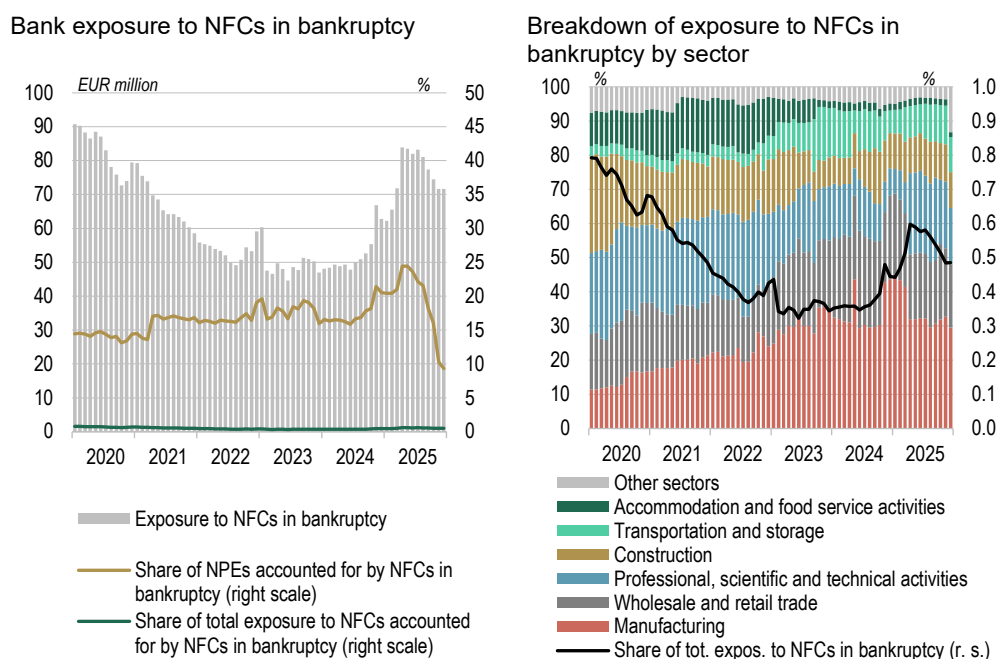 Bank exposure to NFCs in bankruptcy
EUR million
%
100
90
80
70
60
50
40
30
20
10
0
50
45
40
35
30
25
20
15
10
5
0
2020 2021 2022 2023 2024 2025
Exposure to NFCs in bankruptcy
Share of NPEs accounted for by NFCs in
bankruptcy (right scale)
Share of total exposure to NFCs accounted
for by NFCs in bankruptcy (right scale)
Breakdown of exposure to NFCs in
bankruptcy by sector
%
%
100
90
80
70
60
50
40
30
20
10
0
1.0
0.9
0.8
0.7
0.6
0.5
0.4
0.3
0.2
0.1
0.0
2020 2021 2022 2023 2024 2025
Other sectors
Accommodation and food service activities
Transportation and storage
Construction
Professional, scientific and technical activities
Wholesale and retail trade
Manufacturing
Share of tot. expos. to NFCs in bankruptcy (r. s.)